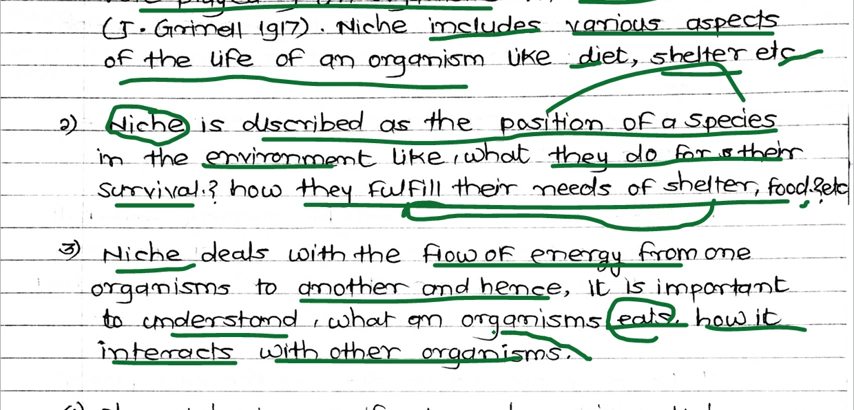 (J. Grinell 1917). Niche includes various aspects
of the life of an organism like diet, shelter etc
2) Niche is discribed as the position of a species
in the environment like, what they do for their
survival? how they fulfill their needs of shelter, food? etc
3) Niche deals with the flow of energy from one
organisms to another and hence, it is important
to understand, what an organisms eats, how it
interacts with other organisms.